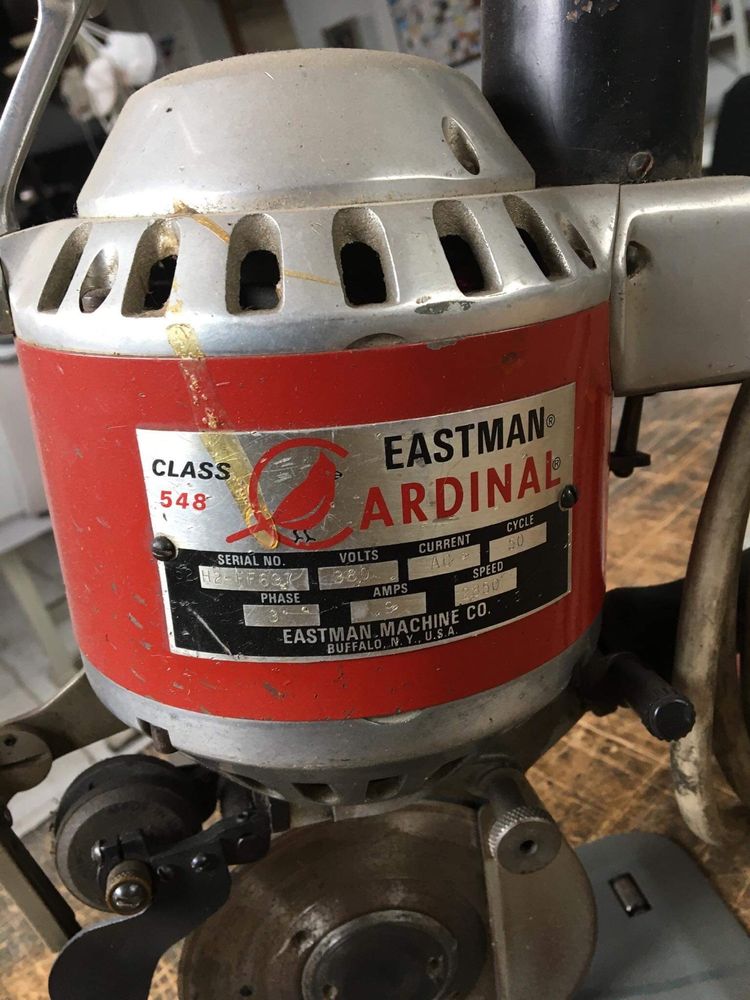 EASTMAN®
CLASS
548
CARDINAL®
SERIAL NO. VOLTS CURRENT CYCLE
380 AC 50
PHASE AMPS SPEED
3
EASTMAN MACHINE CO.
BUFFALO, N.Y., U.S.A.